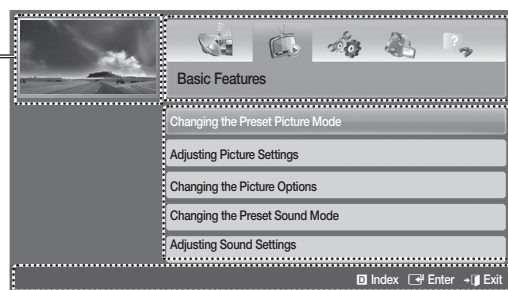 Basic Features
Changing the Preset Picture Mode
Adjusting Picture Settings
Changing the Picture Options
Changing the Preset Sound Mode
Adjusting Sound Settings
D Index Enter Exit